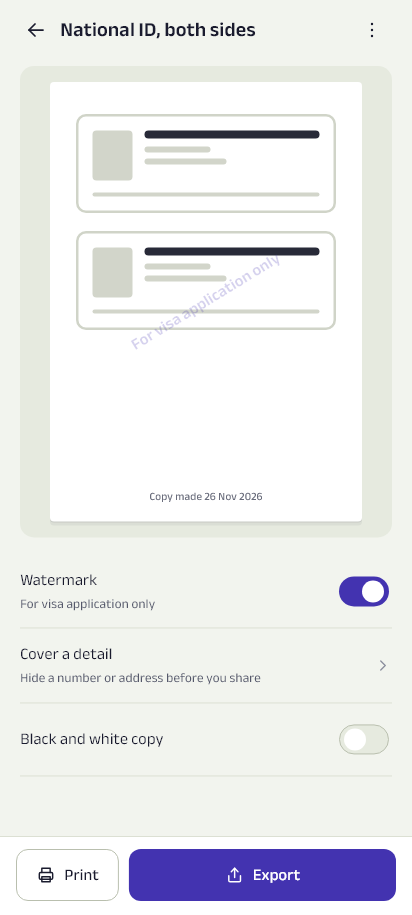 National ID, both sides
For visa application only
Copy made 26 Nov 2026
Watermark
For visa application only
Cover a detail
Hide a number or address before you share
Black and white copy
Print
Export